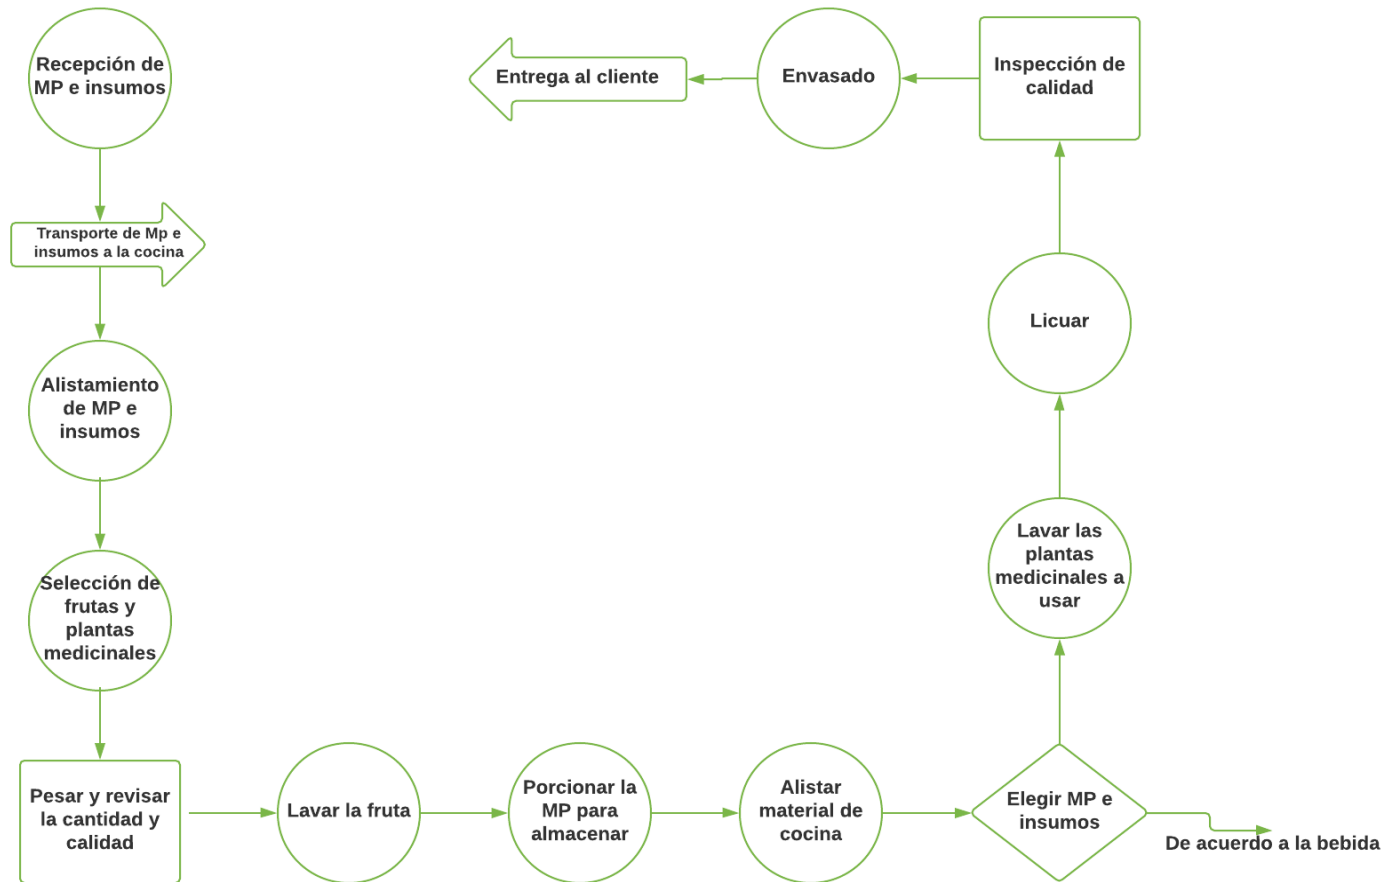 Recepción de
MP e insumos
Transporte de Mp e
insumos a la cocina
Alistamiento
de MP e
insumos
Selección de
frutas y
plantas
medicinales
Pesar y revisar
la cantidad y
calidad
Lavar la fruta
Porcionar la
MP para
almacenar
Alistar
material de
cocina
Elegir MP e
insumos
De acuerdo a la bebida
Lavar las
plantas
medicinales a
usar
Licuar
Inspección de
calidad
Envasado
Entrega al cliente